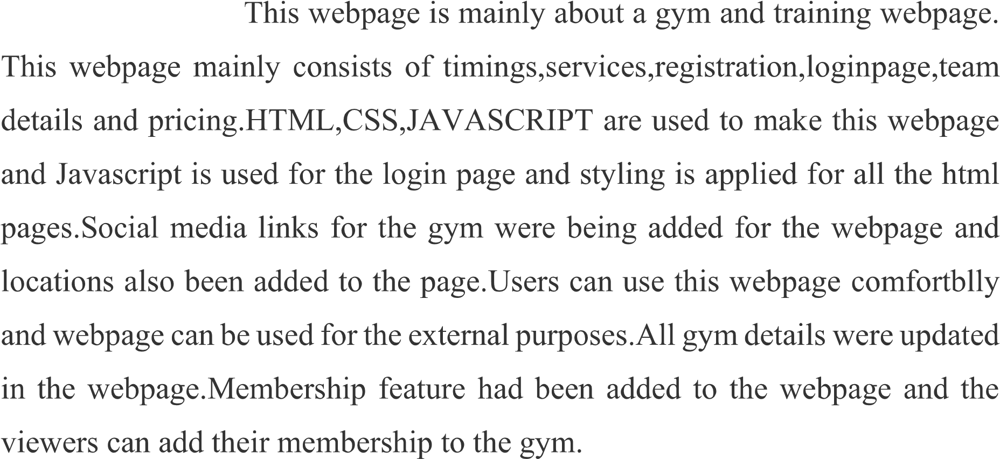 This webpage is mainly about a gym and training webpage.
This webpage mainly consists of timings,services,registration,loginpage,team
details and pricing.HTML,CSS,JAVASCRIPT are used to make this webpage
and Javascript is used for the login page and styling is applied for all the html
pages.Social media links for the gym were being added for the webpage and
locations also been added to the page.Users can use this webpage comfortblly
and webpage can be used for the external purposes.All gym details were updated
in the webpage.Membership feature had been added to the webpage and the
viewers can add their membership to the gym.